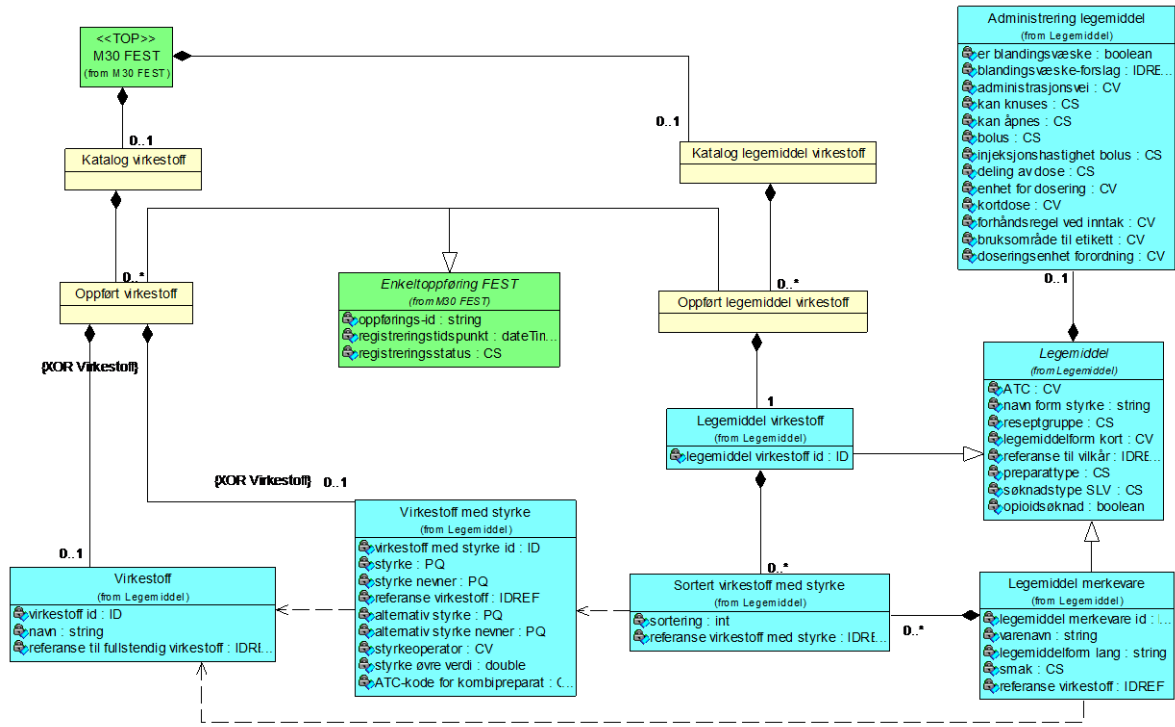 <<TOP>>
M30 FEST
(from M30 FEST)
0..1
Katalog virkestoff
0..*
Oppført virkestoff
{XOR Virkestoff}
{XOR Virkestoff}
0..1
0..1
Katalog legemiddel virkestoff
0..*
Oppført legemiddel virkestoff
1
Enkeltoppføring FEST
(from M30 FEST)
oppførings-id : string
registreringstidspunkt : dateTin...
registreringsstatus : CS
Administrering legemiddel
(from Legemiddel)
er blandingsvæske : boolean
blandingsvæske-forslag : IDRE...
administrasjonsvei : CV
kan knuses : CS
kan åpnes : CS
bolus : CS
injeksjonshastighet bolus : CS
deling av dose : CS
enhet for dosering : CV
kortdose : CV
forhåndsregel ved inntak : CV
bruksområde til etikett : CV
doseringsenhet forordning : CV
0..1
Legemiddel
(from Legemiddel)
ATC : CV
navn form styrke : string
reseptgruppe : CS
legemiddelform kort : CV
referanse til vilkår : IDRE...
preparattype : CS
søknadstype SLV : CS
opioidsøknad : boolean
Legemiddel virkestoff
(from Legemiddel)
legemiddel virkestoff id : ID
0..*
0..1
Virkestoff
(from Legemiddel)
virkestoff id : ID
navn : string
referanse til fullstendig virkestoff : IDRE...
Virkestoff med styrke
(from Legemiddel)
virkestoff med styrke id : ID
styrke : PQ
styrke nevner : PQ
referanse virkestoff : IDREF
alternativ styrke : PQ
alternativ styrke nevner : PQ
styrkeoperator : CV
styrke øvre verdi : double
ATC-kode for kombipreparat : C...
Sortert virkestoff med styrke
(from Legemiddel)
sortering : int
referanse virkestoff med styrke : IDRE...
0..*
Legemiddel merkevare
(from Legemiddel)
legemiddel merkevare id : I...
varenavn : string
legemiddelform lang : string
smak : CS
referanse virkestoff : IDREF